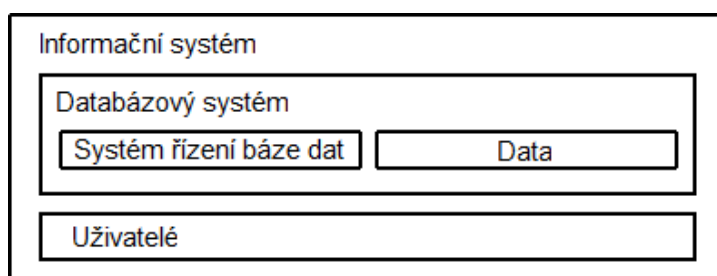 Informační systém
Databázový systém
Systém řízení báze dat
Data
Uživatelé